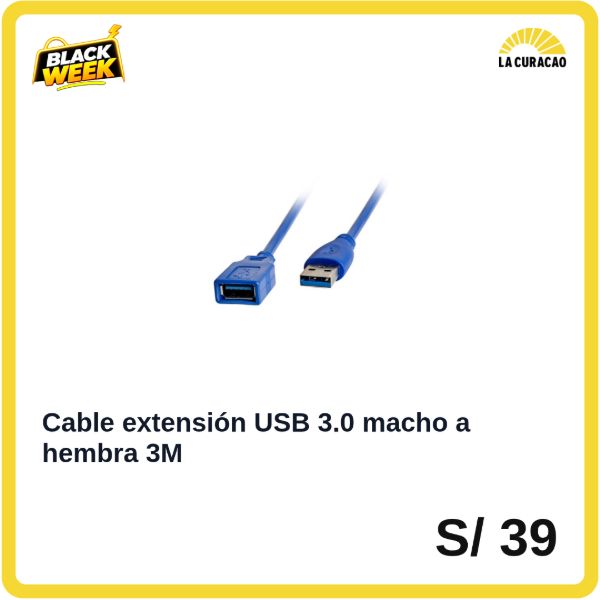 BLACK
WEEK
LA CURACAO
Cable extensión USB 3.0 macho a
hembra 3M
S/ 39